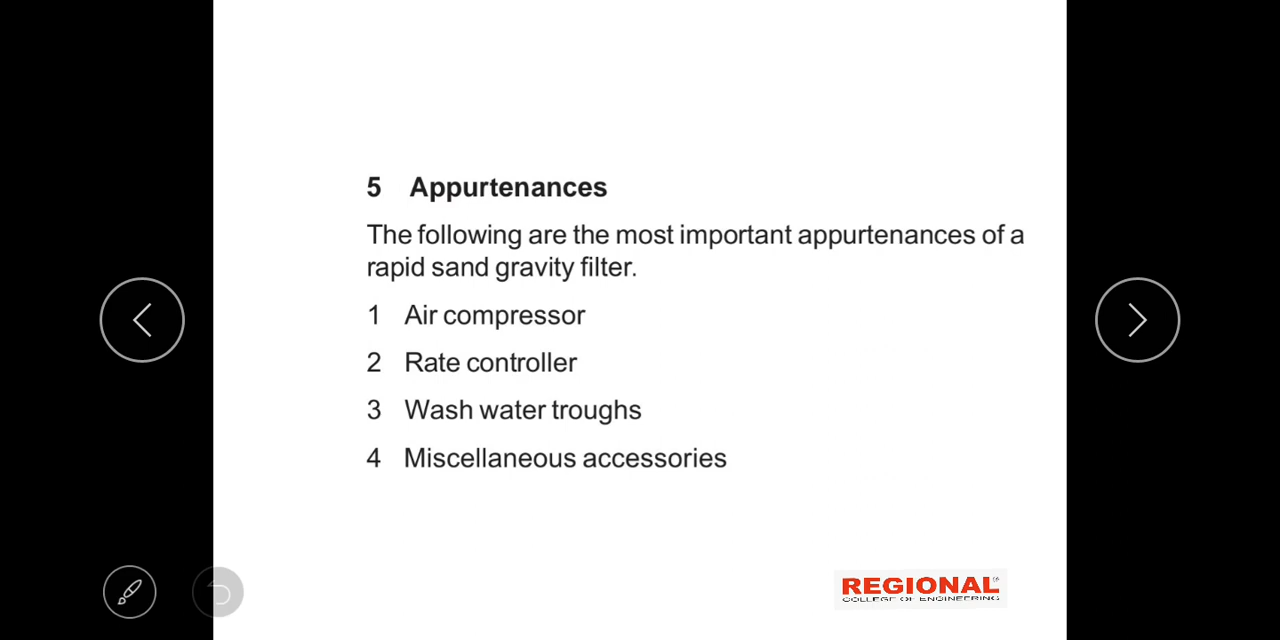 5 Appurtenances
The following are the most important appurtenances of a
rapid sand gravity filter.
1 Air compressor
2 Rate controller
3 Wash water troughs
4 Miscellaneous accessories
REGIONAL
COLLEGE OF ENGINEERING